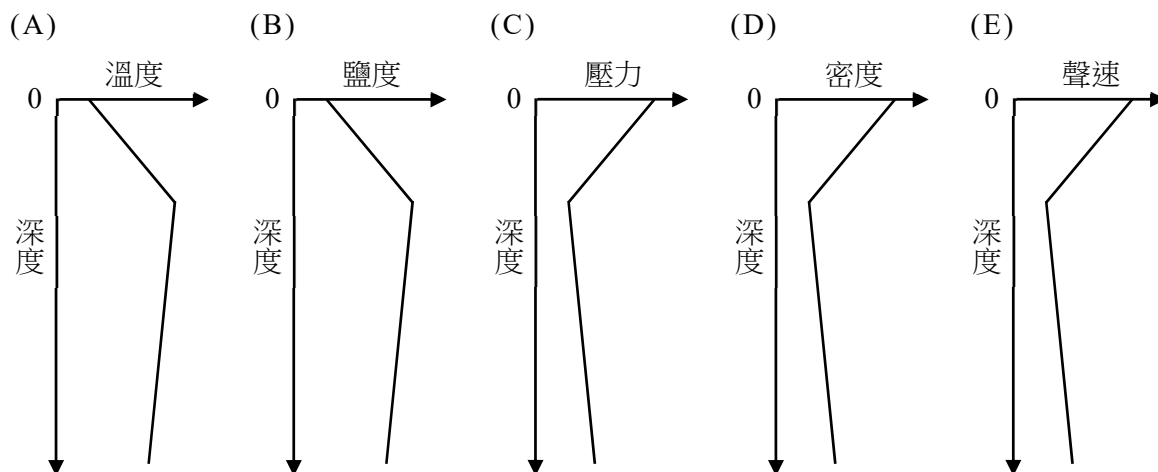 (A) (B) (C) (D) (E)
溫度 鹽度 壓力 密度 聲速
0 0 0 0 0
深度 深度 深度 深度 深度